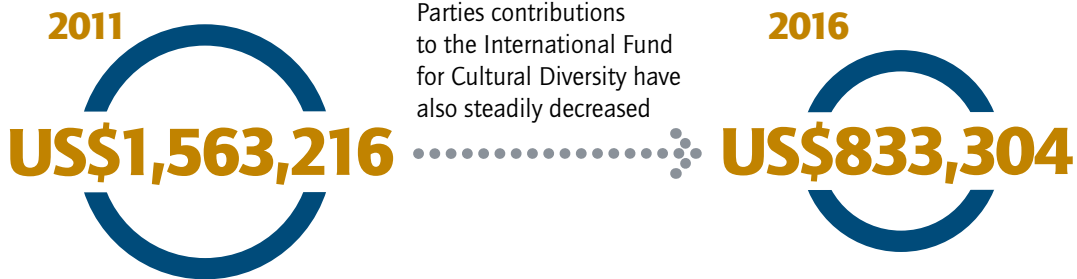 2011
US$1,563,216
Parties contributions
to the International Fund
for Cultural Diversity have
also steadily decreased
2016
US$833,304